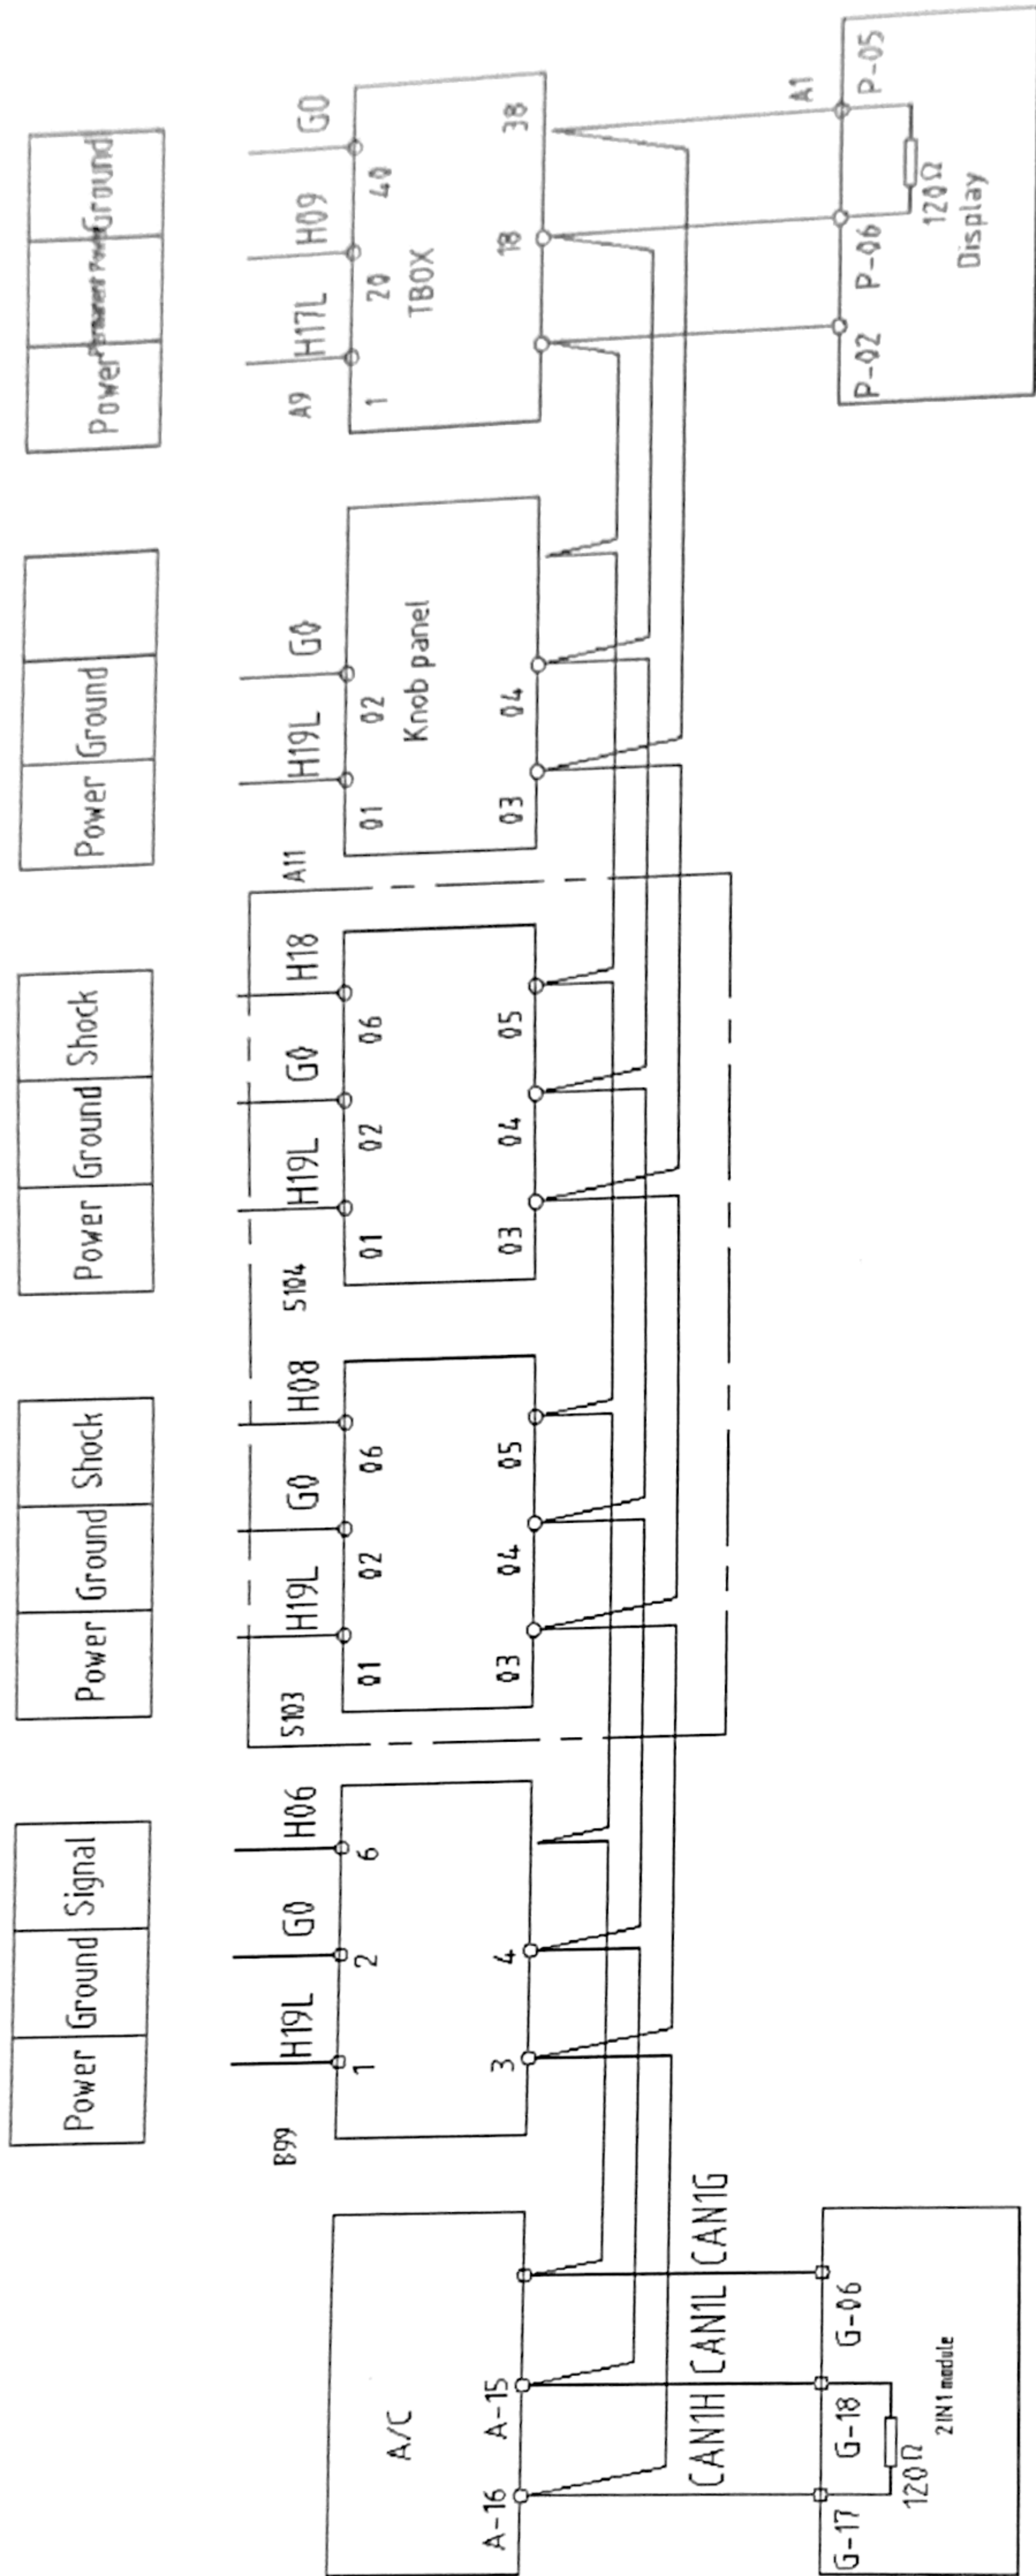 Power Ground Signal
Power Ground Shock
Power Ground Shock
Power Ground
Power Permanent Power Ground
B99 H19L G0 H06
S103 H19L G0 H08
S104 H19L G0 H18
A11 H19L G0
A9 H17L H09 G0
1 2 6
01 02 06
01 02 06
01 02
1 20 40
A/C
Knob panel
TBOX
A-16 A-15
3 4
03 04 05
03 04 05
03 04
18 38
CAN1H CAN1L CAN1G
A1
G-17 G-18 G-06
P-02 P-06 P-05
120Ω
2IN1 module
120Ω
Display